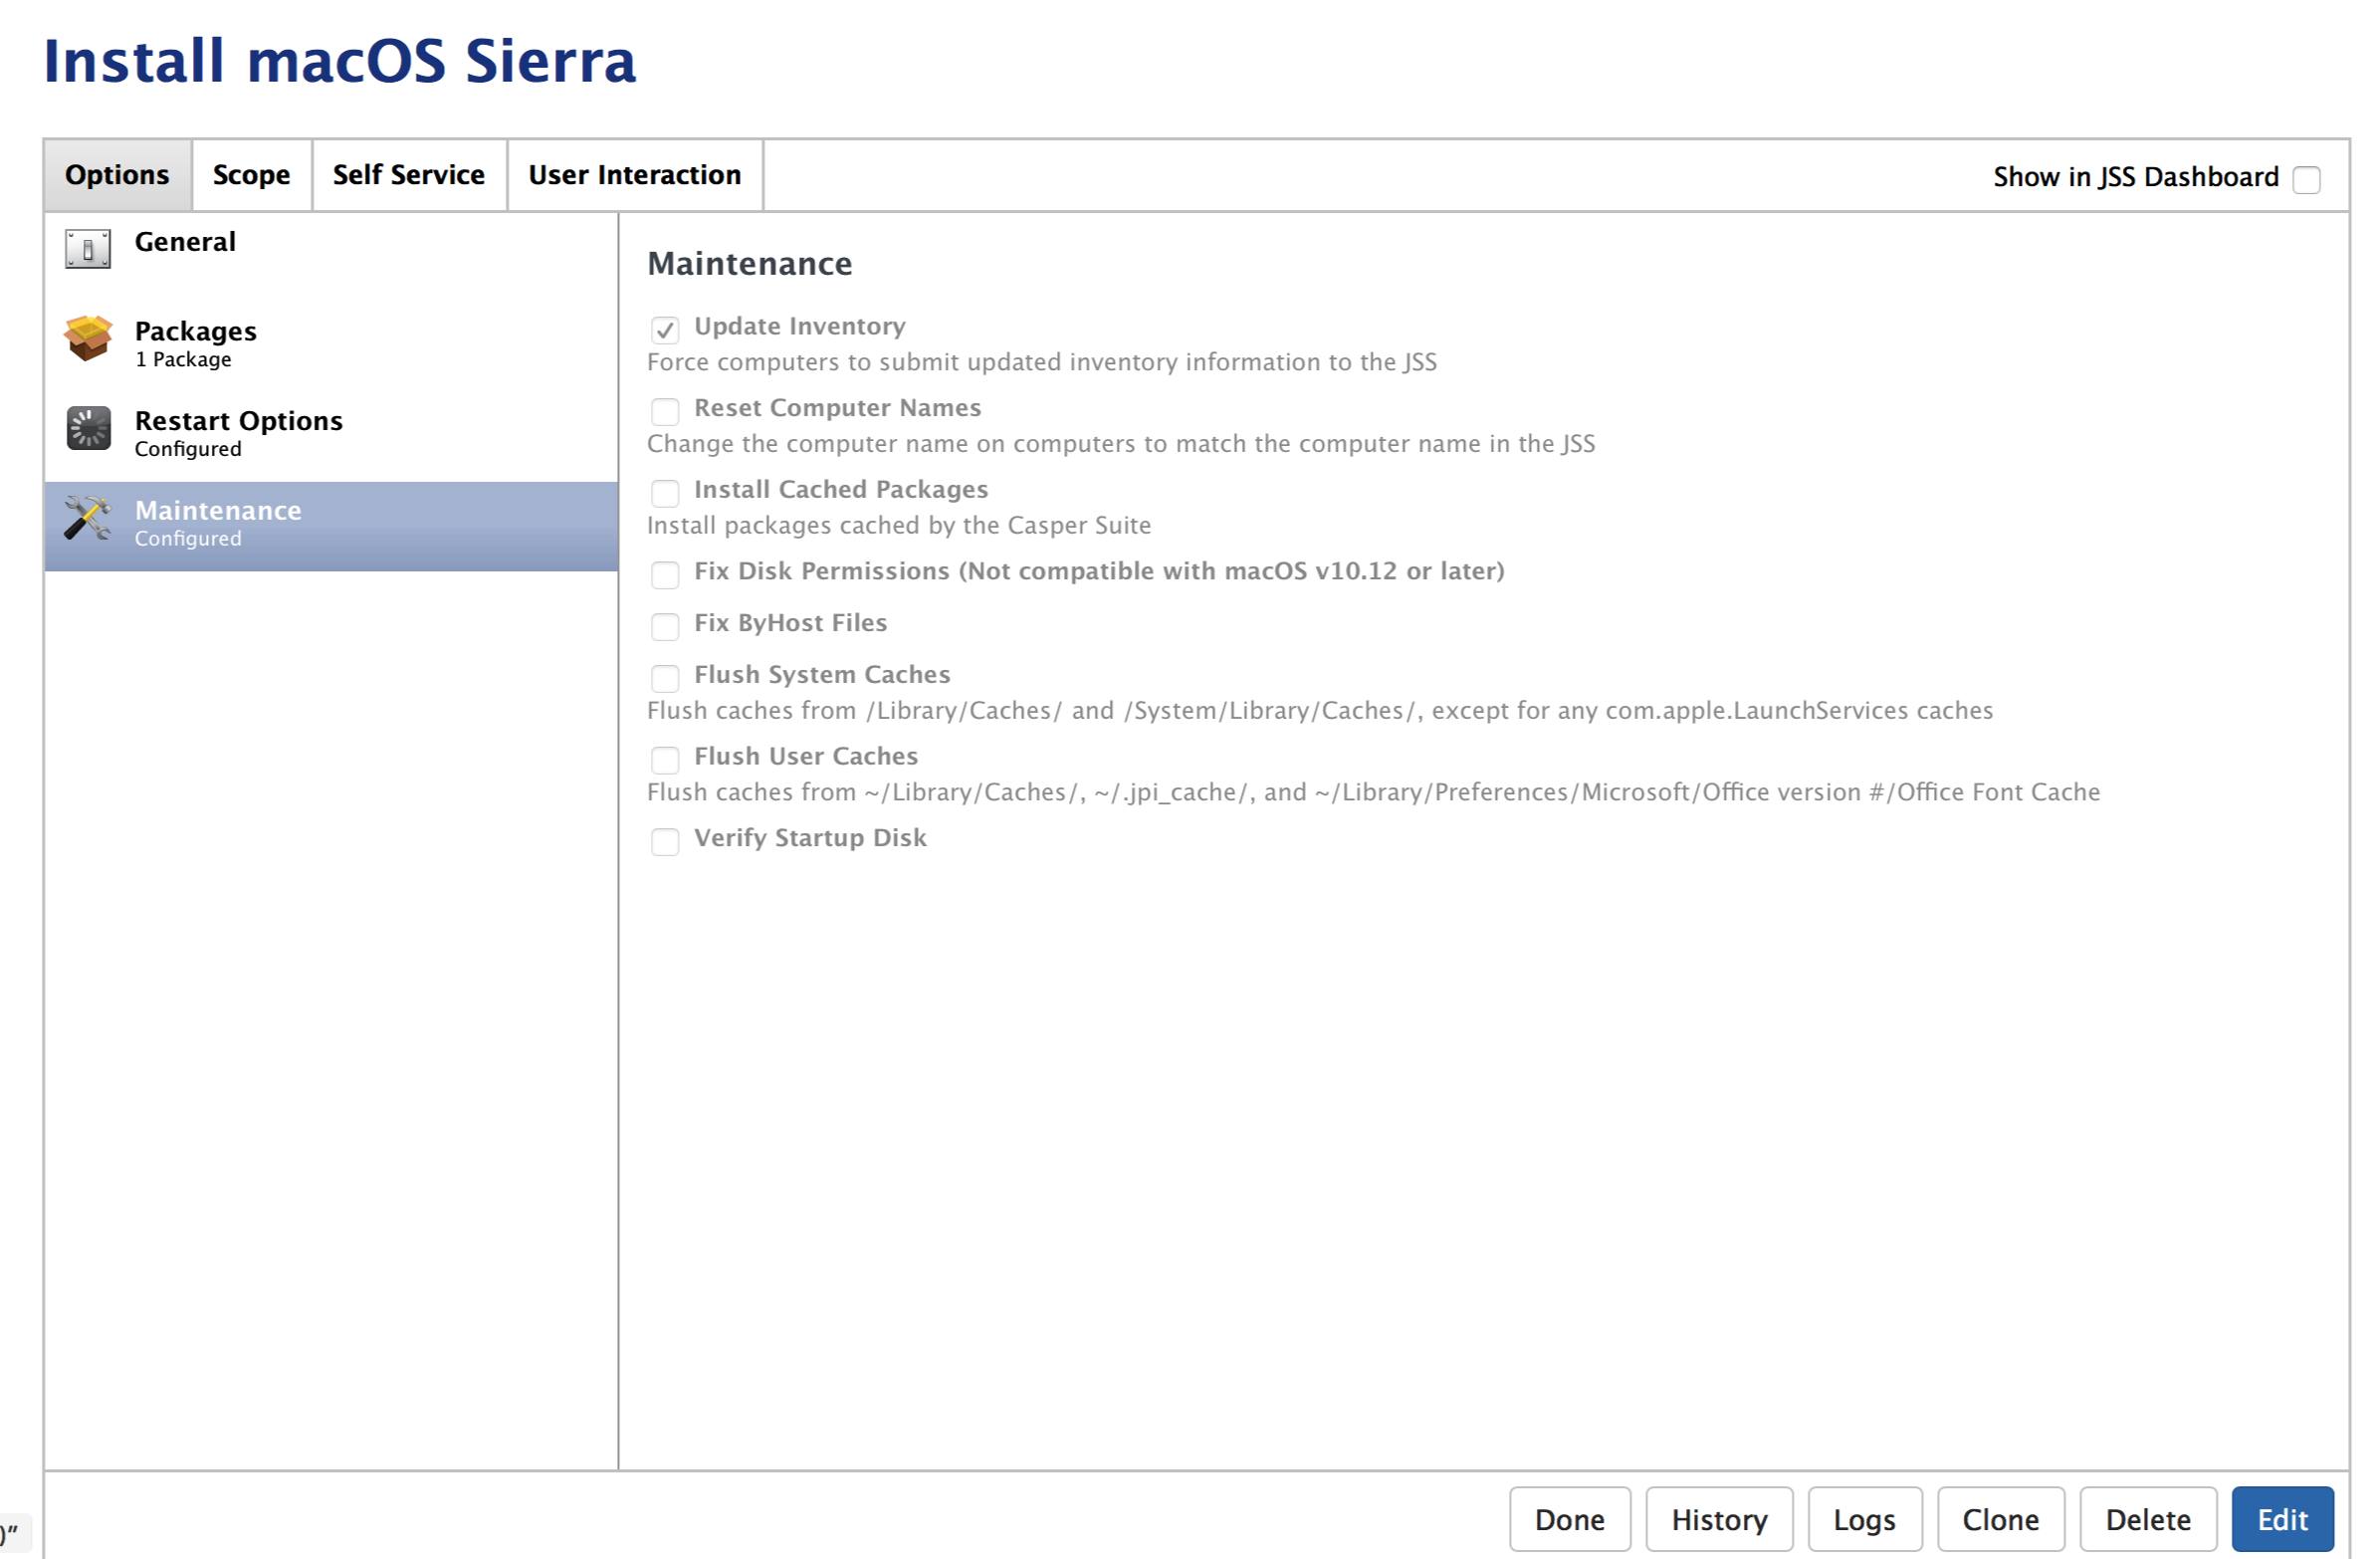 Install macOS Sierra
Options
Scope
Self Service
User Interaction
Show in JSS Dashboard
General
Packages
1 Package
Restart Options
Configured
Maintenance
Configured
Maintenance
Update Inventory
Force computers to submit updated inventory information to the JSS
Reset Computer Names
Change the computer name on computers to match the computer name in the JSS
Install Cached Packages
Install packages cached by the Casper Suite
Fix Disk Permissions (Not compatible with macOS v10.12 or later)
Fix ByHost Files
Flush System Caches
Flush caches from /Library/Caches/ and /System/Library/Caches/, except for any com.apple.LaunchServices caches
Flush User Caches
Flush caches from ~/Library/Caches/, ~/.jpi_cache/, and ~/Library/Preferences/Microsoft/Office version #/Office Font Cache
Verify Startup Disk
Done
History
Logs
Clone
Delete
Edit
)”